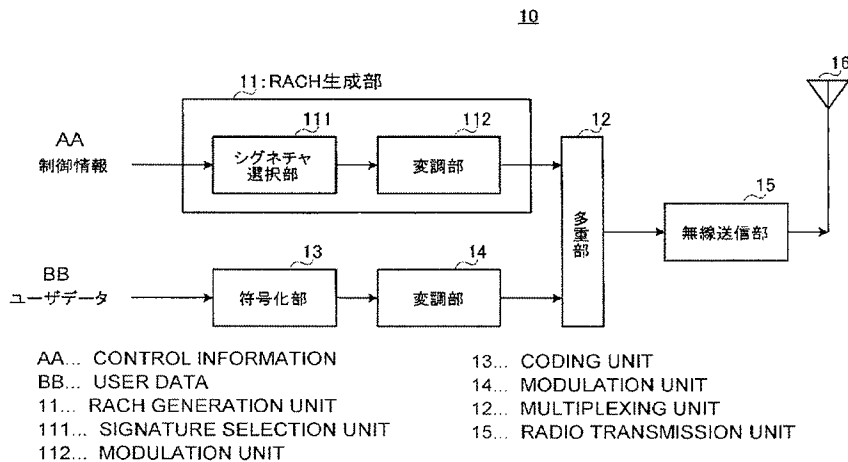 10
16
11:RACH生成部
111
112
12
AA
制御情報
シグネチャ
選択部
変調部
15
多重部
無線送信部
BB
ユーザデータ
13
14
符号化部
変調部
AA... CONTROL INFORMATION
BB... USER DATA
11... RACH GENERATION UNIT
111... SIGNATURE SELECTION UNIT
112... MODULATION UNIT
13... CODING UNIT
14... MODULATION UNIT
12... MULTIPLEXING UNIT
15... RADIO TRANSMISSION UNIT